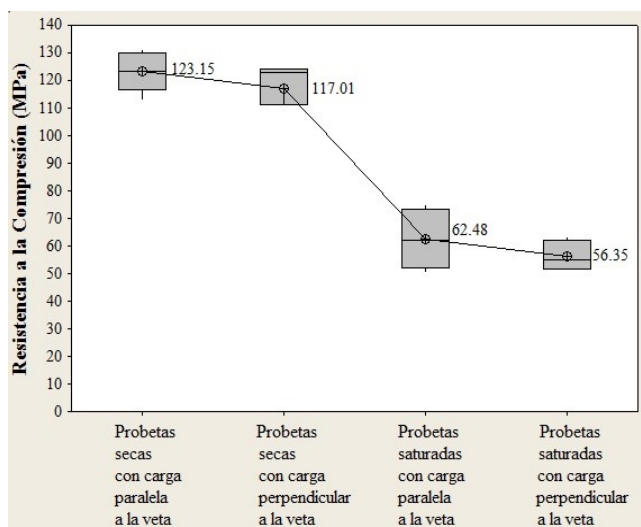 Resistencia a la Compresión (MPa)
140
130
120
110
100
90
80
70
60
50
40
30
20
10
0
123.15
117.01
62.48
56.35
Probetas
secas
con carga
paralela
a la veta
Probetas
secas
con carga
perpendicular
a la veta
Probetas
saturadas
con carga
paralela
a la veta
Probetas
saturadas
con carga
perpendicular
a la veta